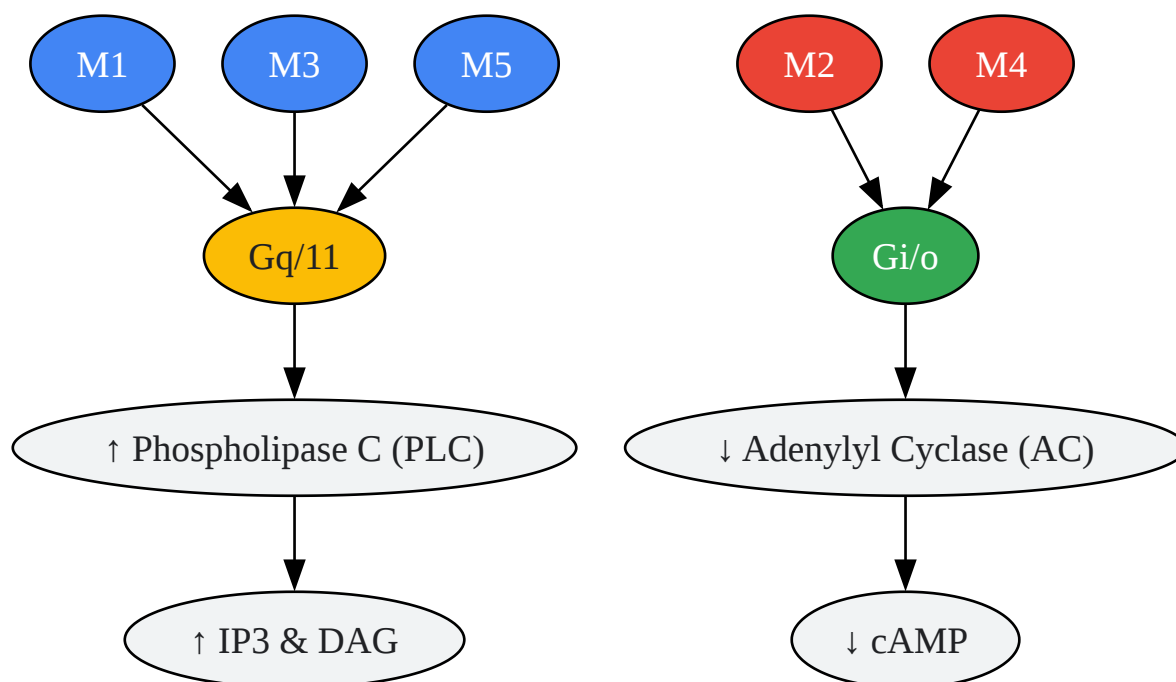 M1 M3 M5 M2 M4
Gq/11 Gi/o
↑ Phospholipase C (PLC) ↓ Adenylyl Cyclase (AC)
↑ IP3 & DAG ↓ cAMP